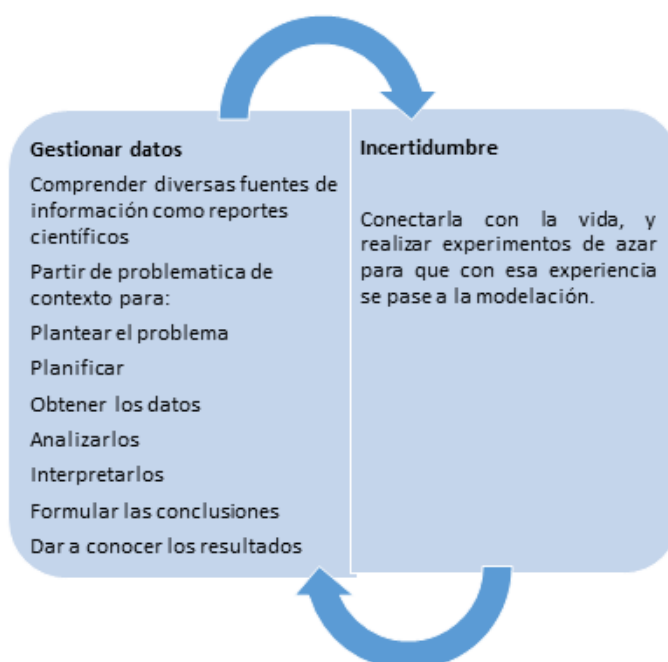 Gestionar datos
Comprender diversas fuentes de
información como reportes
científicos
Partir de problematica de
contexto para:
Plantear el problema
Planificar
Obtener los datos
Analizarlos
Interpretarlos
Formular las conclusiones
Dar a conocer los resultados
Incertidumbre
Conectarla con la vida, y
realizar experimentos de azar
para que con esa experiencia
se pase a la modelación.